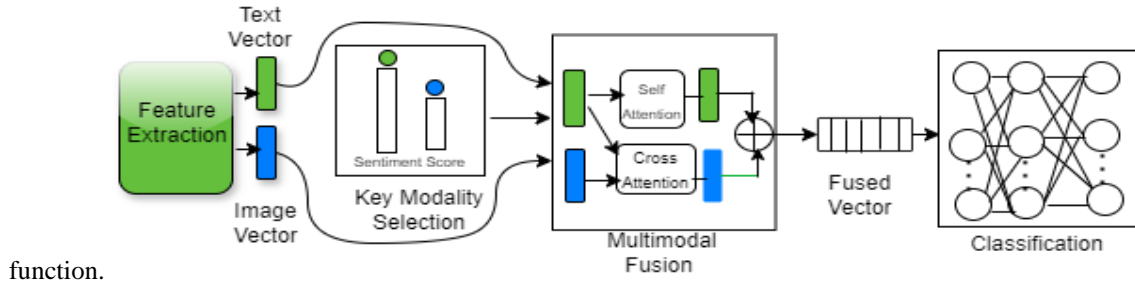 Text
Vector
Feature
Extraction
Image
Vector
Sentiment Score
Key Modality
Selection
Self
Attention
Cross
Attention
Multimodal
Fusion
Fused
Vector
Classification
function.